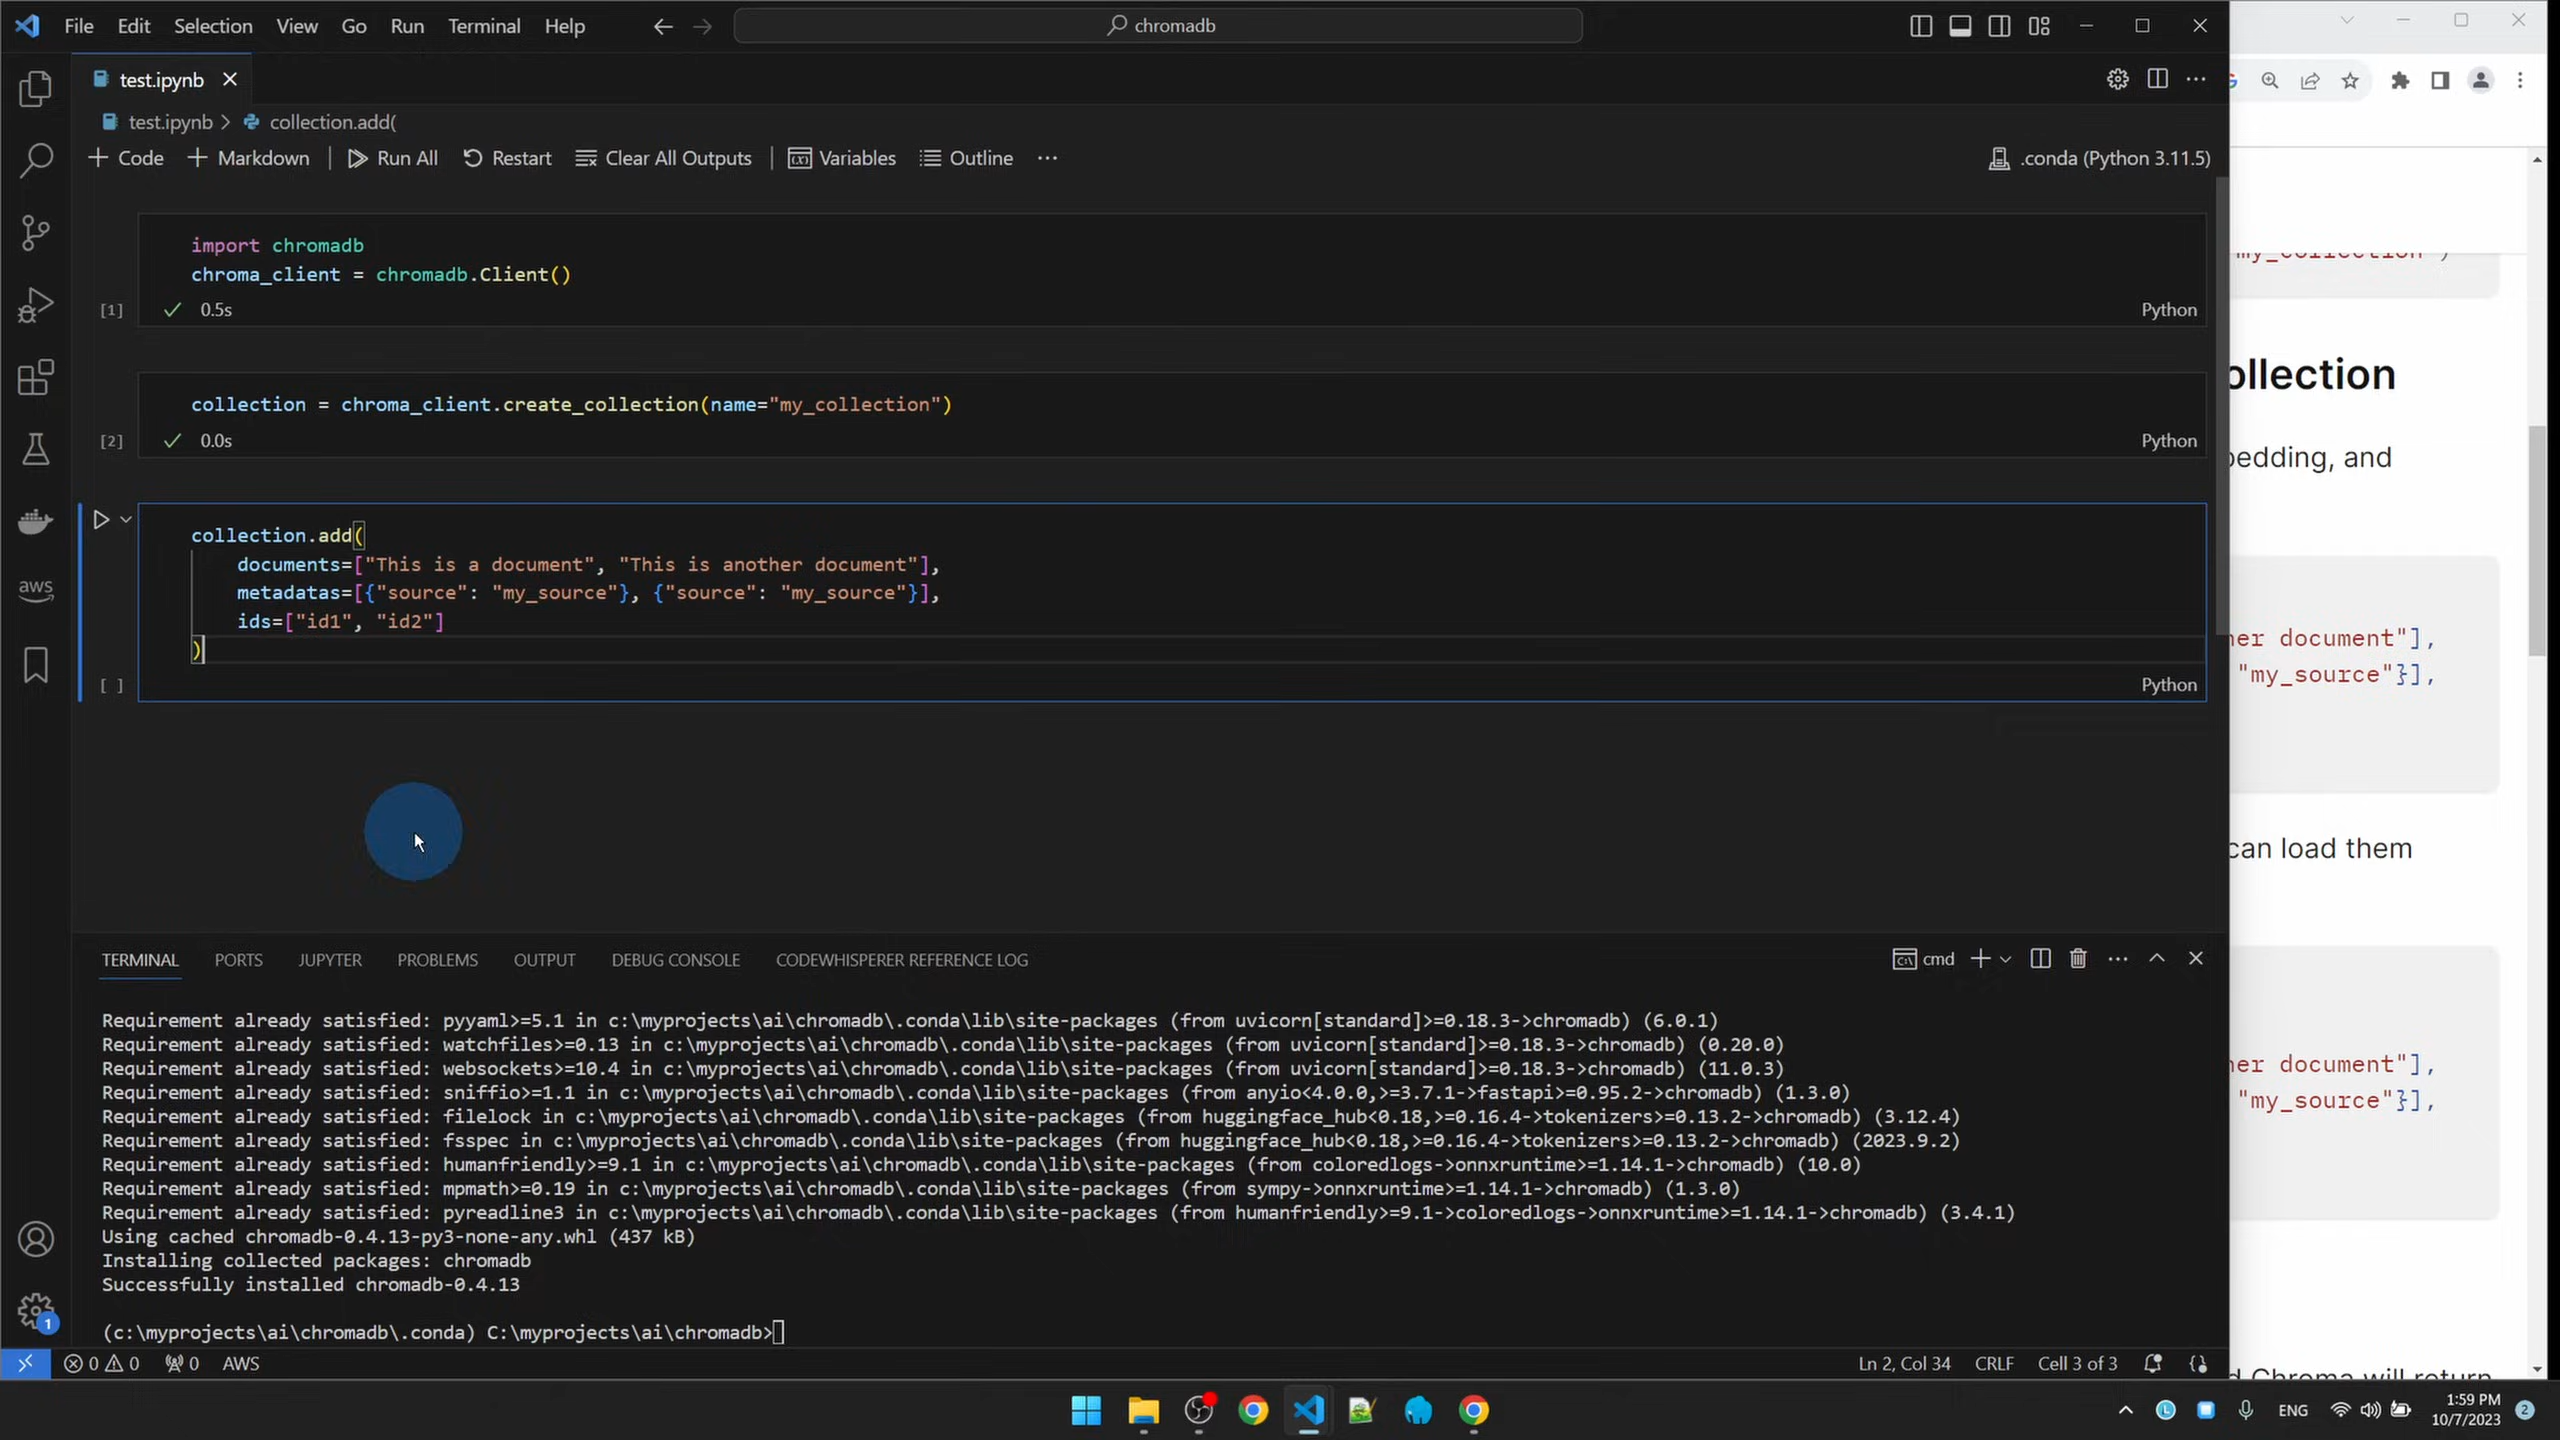 File Edit Selection View Go Run Terminal Help
chromadb
test.ipynb
test.ipynb > collection.add(
Code Markdown Run All Restart Clear All Outputs Variables Outline ...
.conda (Python 3.11.5)
import chromadb
chroma_client = chromadb.Client()
[1] 0.5s
Python
collection = chroma_client.create_collection(name="my_collection")
[2] 0.0s
Python
collection.add(
documents=["This is a document", "This is another document"],
metadatas=[{"source": "my_source"}, {"source": "my_source"}],
ids=["id1", "id2"]
)
[ ]
Python
TERMINAL PORTS JUPYTER PROBLEMS OUTPUT DEBUG CONSOLE CODEWHISPERER REFERENCE LOG
cmd
Requirement already satisfied: pyyaml>=5.1 in c:\myprojects\ai\chromadb\.conda\lib\site-packages (from uvicorn[standard]>=0.18.3->chromadb) (6.0.1)
Requirement already satisfied: watchfiles>=0.13 in c:\myprojects\ai\chromadb\.conda\lib\site-packages (from uvicorn[standard]>=0.18.3->chromadb) (0.20.0)
Requirement already satisfied: websockets>=10.4 in c:\myprojects\ai\chromadb\.conda\lib\site-packages (from uvicorn[standard]>=0.18.3->chromadb) (11.0.3)
Requirement already satisfied: sniffio>=1.1 in c:\myprojects\ai\chromadb\.conda\lib\site-packages (from anyio<4.0.0,>=3.7.1->fastapi>=0.95.2->chromadb) (1.3.0)
Requirement already satisfied: filelock in c:\myprojects\ai\chromadb\.conda\lib\site-packages (from huggingface_hub<0.18,>=0.16.4->tokenizers>=0.13.2->chromadb) (3.12.4)
Requirement already satisfied: fsspec in c:\myprojects\ai\chromadb\.conda\lib\site-packages (from huggingface_hub<0.18,>=0.16.4->tokenizers>=0.13.2->chromadb) (2023.9.2)
Requirement already satisfied: humanfriendly>=9.1 in c:\myprojects\ai\chromadb\.conda\lib\site-packages (from coloredlogs->onnxruntime>=1.14.1->chromadb) (10.0)
Requirement already satisfied: mpmath>=0.19 in c:\myprojects\ai\chromadb\.conda\lib\site-packages (from sympy->onnxruntime>=1.14.1->chromadb) (1.3.0)
Requirement already satisfied: pyreadline3 in c:\myprojects\ai\chromadb\.conda\lib\site-packages (from humanfriendly>=9.1->coloredlogs->onnxruntime>=1.14.1->chromadb) (3.4.1)
Using cached chromadb-0.4.13-py3-none-any.whl (437 kB)
Installing collected packages: chromadb
Successfully installed chromadb-0.4.13
(c:\myprojects\ai\chromadb\.conda) C:\myprojects\ai\chromadb>
0 0 0 AWS
Ln 2, Col 34 CRLF Cell 3 of 3
aws
1
my_collection")
ollection
bedding, and
her document"],
"my_source"}],
can load them
her document"],
"my_source"}],
d Chroma will return
ENG
1:59 PM
10/7/2023
2